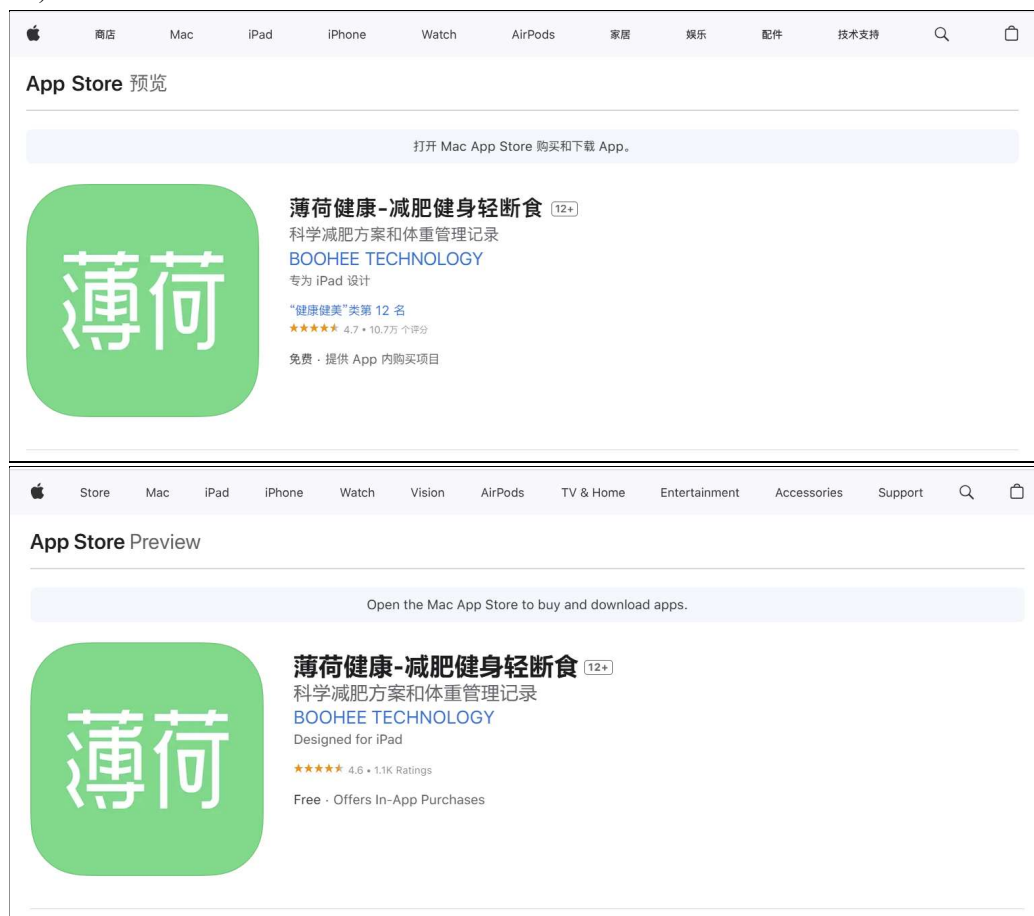 商店 Mac iPad iPhone Watch AirPods 家居 娱乐 配件 技术支持
App Store 预览
打开 Mac App Store 购买和下载 App。
薄荷
薄荷健康-减肥健身轻断食 12+
科学减肥方案和体重管理记录
BOOHEE TECHNOLOGY
专为 iPad 设计
“健康健美”类第 12 名
★★★★★ 4.7 • 10.7万 个评分
免费 · 提供 App 内购买项目
Store Mac iPad iPhone Watch Vision AirPods TV & Home Entertainment Accessories Support
App Store Preview
Open the Mac App Store to buy and download apps.
薄荷
薄荷健康-减肥健身轻断食 12+
科学减肥方案和体重管理记录
BOOHEE TECHNOLOGY
Designed for iPad
★★★★★ 4.6 • 1.1K Ratings
Free · Offers In-App Purchases